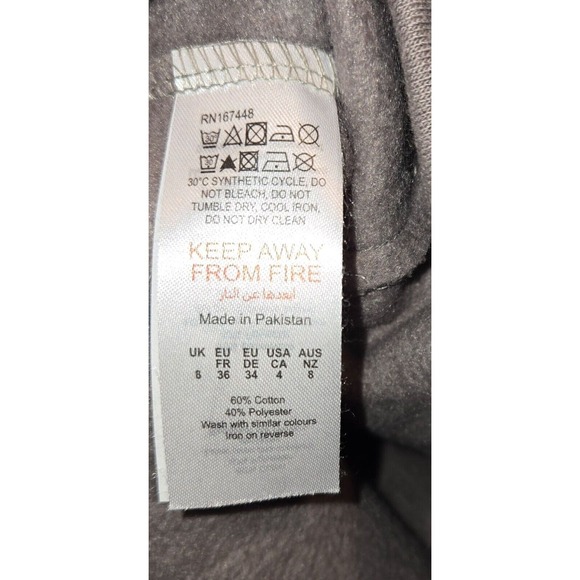 RN167448
30°C SYNTHETIC CYCLE, DO
NOT BLEACH, DO NOT
TUMBLE DRY, COOL IRON,
DO NOT DRY CLEAN
KEEP AWAY
FROM FIRE
أبعدها عن النار
Made in Pakistan
UK EU EU USA AUS
FR DE CA NZ
8 36 34 4 8
60% Cotton
40% Polyester
Wash with similar colours
Iron on reverse